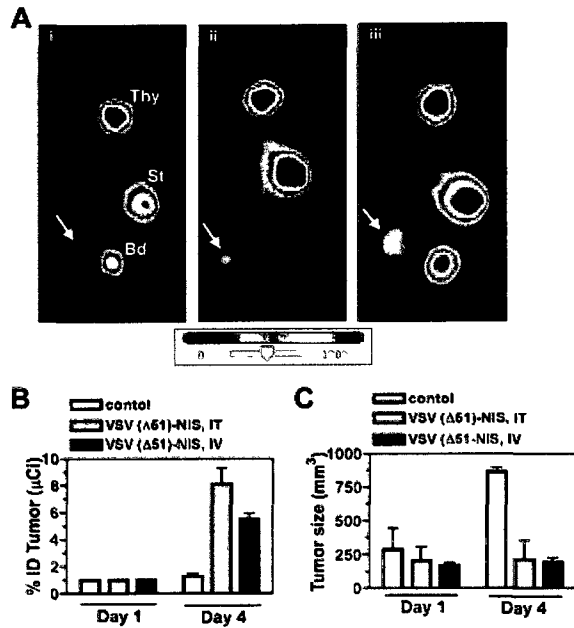 A
i
ii
iii
Thy
St
Bd
0
B
contol
VSV (Δ51)-NIS, IT
VSV (Δ51)-NIS, IV
% ID Tumor (μCi)
10
8
6
4
2
0
Day 1
Day 4
C
control
VSV (Δ51)-NIS, IT
VSV (Δ51-NIS, IV
Tumor size (mm³)
1000
750
500
250
0
Day 1
Day 4